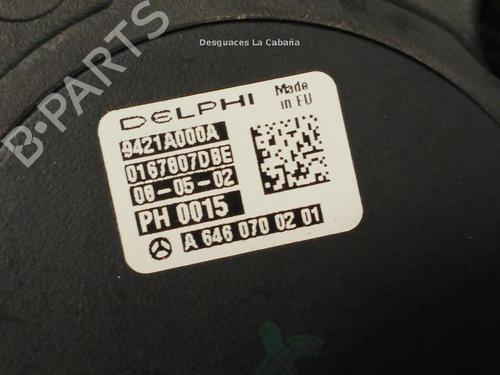 Desguaces La Cabaña
B-PARTS
DELPHI
Made
in EU
9421A000A
0167807DBE
08-05-02
PH 0015
A 646 070 02 01